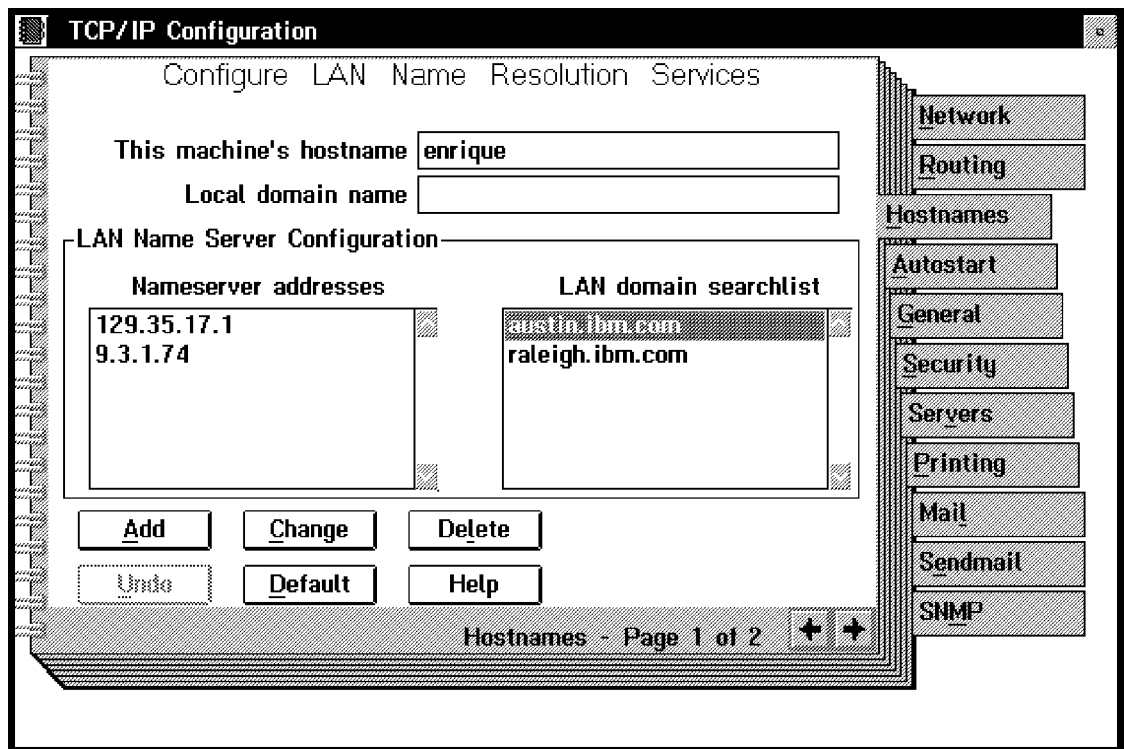 TCP/IP Configuration
Configure LAN Name Resolution Services
This machine's hostname enrique
Local domain name
LAN Name Server Configuration
Nameserver addresses
129.35.17.1
9.3.1.74
LAN domain searchlist
austin.ibm.com
raleigh.ibm.com
Add Change Delete
Undo Default Help
Hostnames - Page 1 of 2
Network
Routing
Hostnames
Autostart
General
Security
Servers
Printing
Mail
Sendmail
SNMP